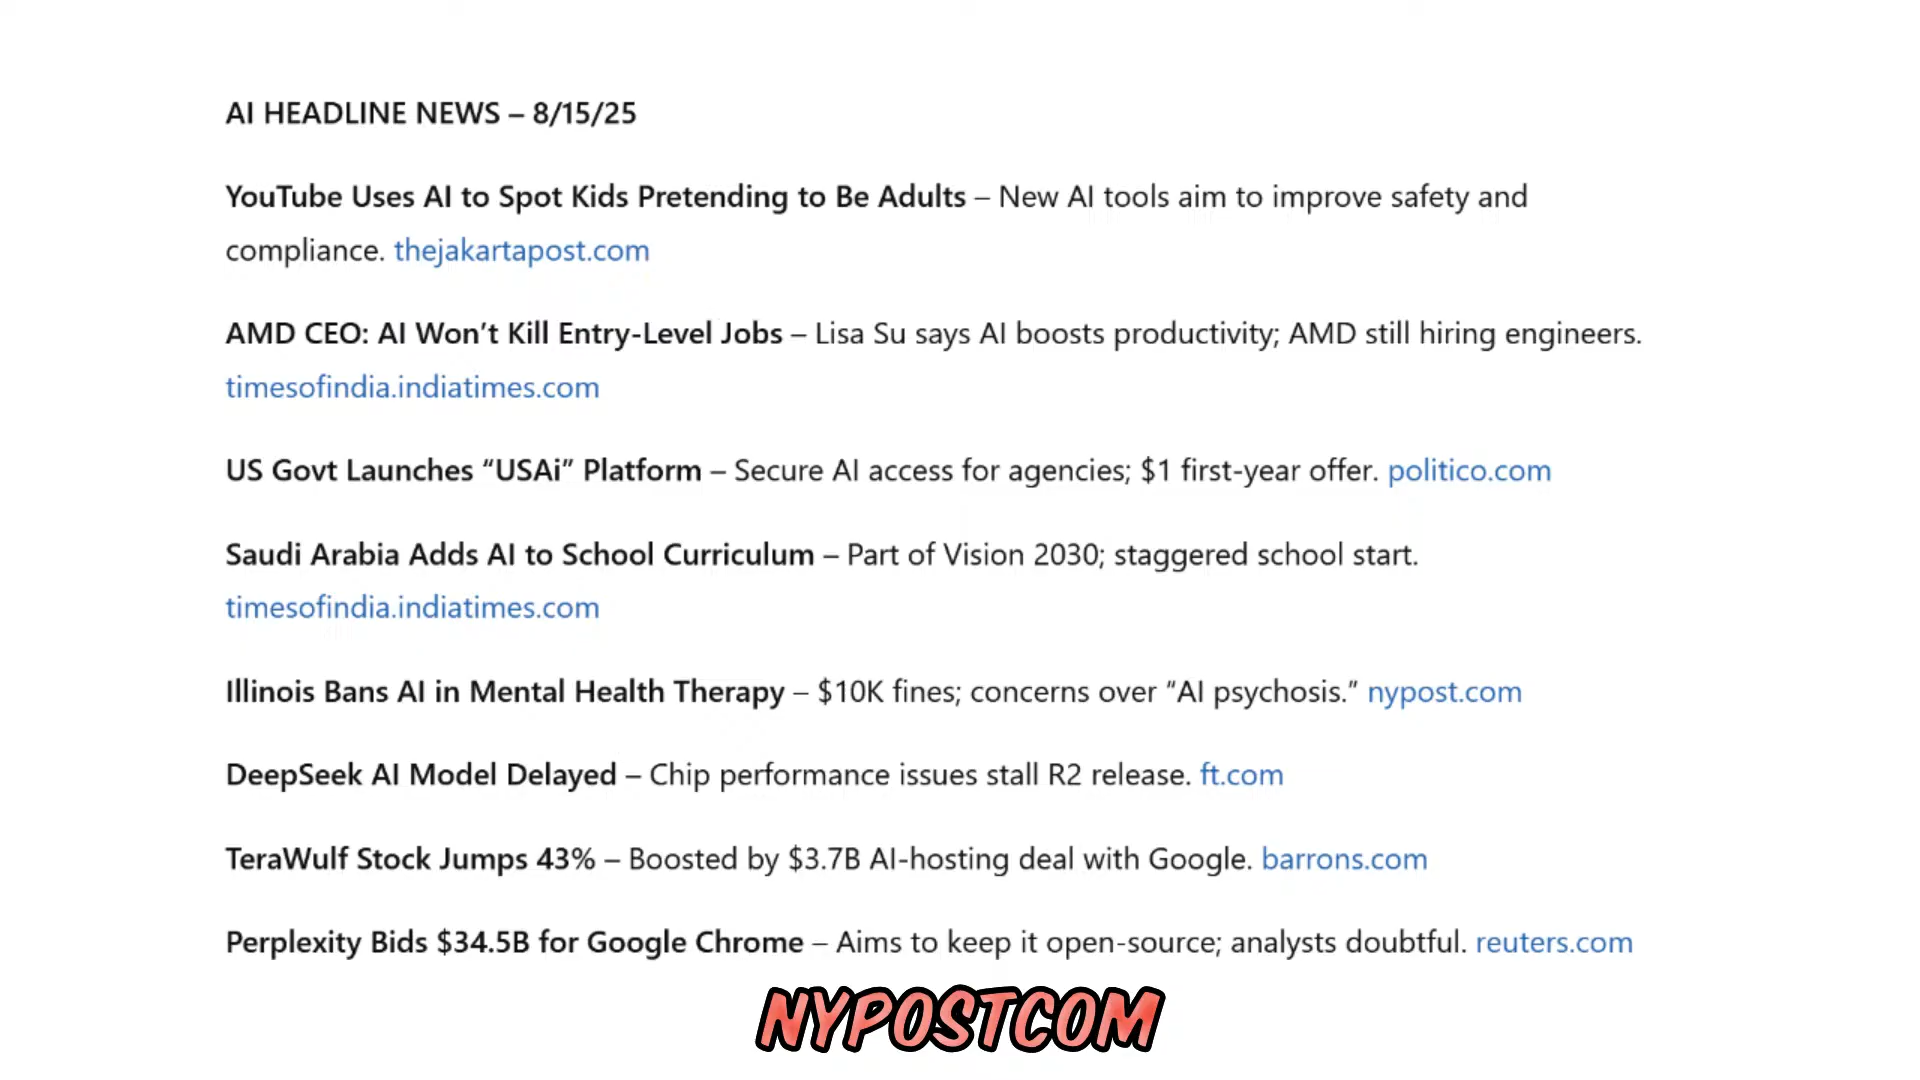 AI HEADLINE NEWS – 8/15/25
YouTube Uses AI to Spot Kids Pretending to Be Adults – New AI tools aim to improve safety and
compliance. thejakartapost.com
AMD CEO: AI Won’t Kill Entry-Level Jobs – Lisa Su says AI boosts productivity; AMD still hiring engineers.
timesofindia.indiatimes.com
US Govt Launches “USAi” Platform – Secure AI access for agencies; $1 first-year offer. politico.com
Saudi Arabia Adds AI to School Curriculum – Part of Vision 2030; staggered school start.
timesofindia.indiatimes.com
Illinois Bans AI in Mental Health Therapy – $10K fines; concerns over “AI psychosis.” nypost.com
DeepSeek AI Model Delayed – Chip performance issues stall R2 release. ft.com
TeraWulf Stock Jumps 43% – Boosted by $3.7B AI-hosting deal with Google. barrons.com
Perplexity Bids $34.5B for Google Chrome – Aims to keep it open-source; analysts doubtful. reuters.com
NYPOSTCOM